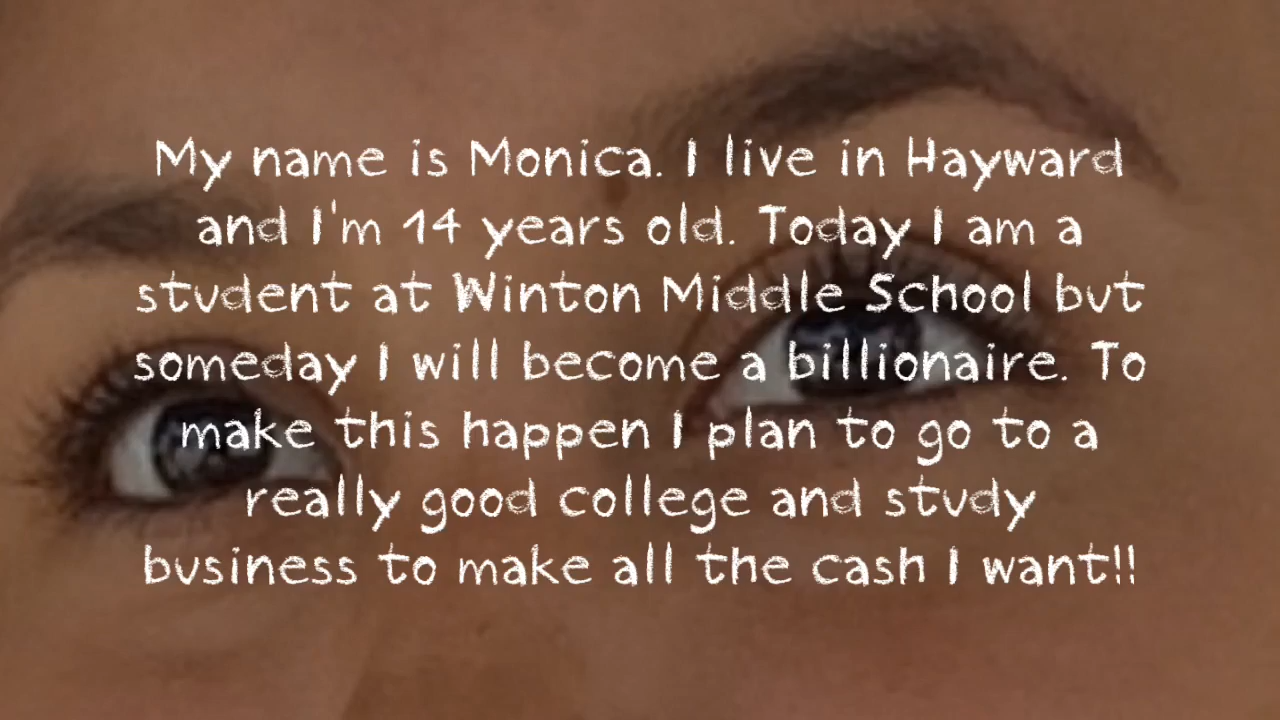 My name is Monica. I live in Hayward
and I'm 14 years old. Today I am a
student at Winton Middle School but
someday I will become a billionaire. To
make this happen I plan to go to a
really good college and study
business to make all the cash I want!!